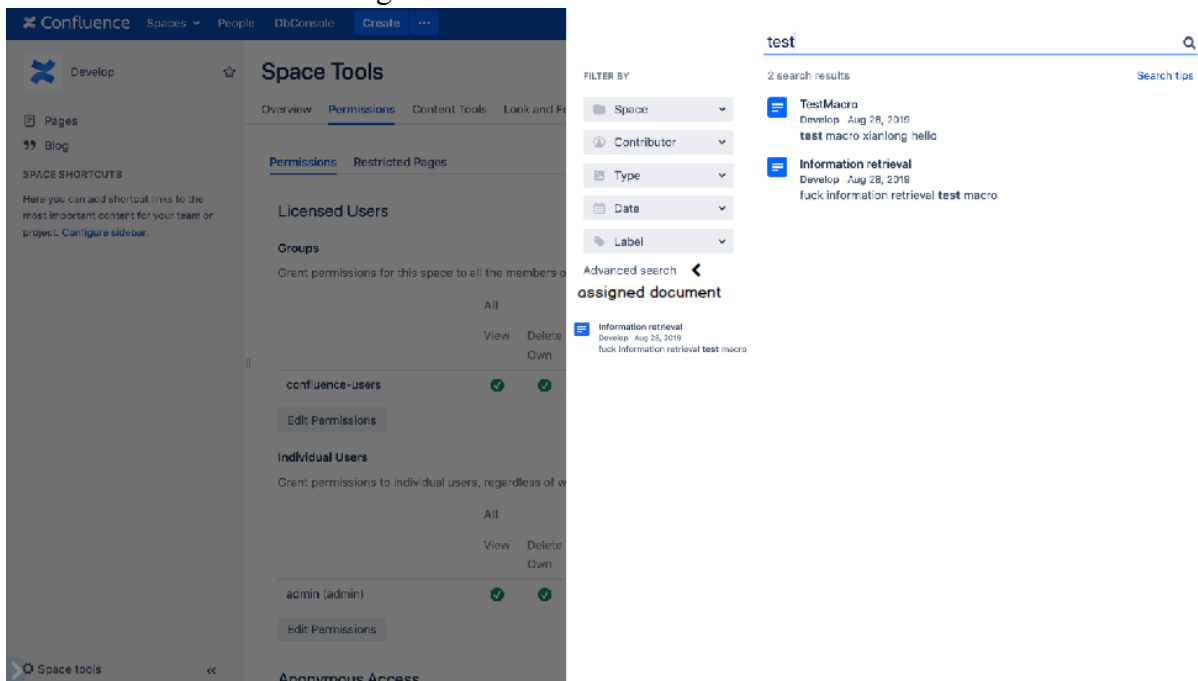 Confluence Spaces People DbConsole Create ...
Develop
Pages
Blog
SPACE SHORTCUTS
Here you can add shortcut links to the
most important content for your team or
project. Configure sidebar.
Space tools
Space Tools
Overview Permissions Content Tools Look and Fe
Permissions Restricted Pages
Licensed Users
Groups
Grant permissions for this space to all the members o
All
View Delete
Own
confluence-users
Edit Permissions
Individual Users
Grant permissions to individual users, regardless of w
All
View Delete
Own
admin (admin)
Edit Permissions
Anonymous Access
FILTER BY
Space
Contributor
Type
Date
Label
Advanced search
assigned document
Information retrieval
Develop Aug 28, 2019
fuck information retrieval test macro
test
2 search results Search tips
TestMacro
Develop Aug 28, 2019
test macro xianlong hello
Information retrieval
Develop Aug 28, 2019
fuck information retrieval test macro